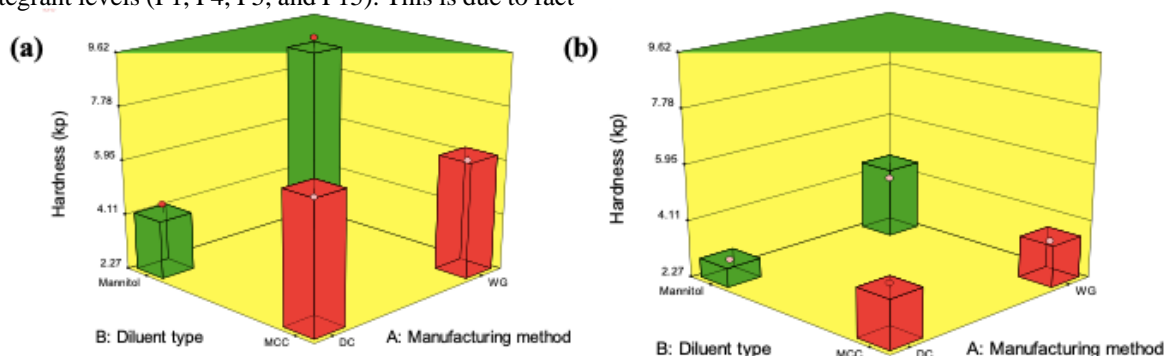 tegrant levels (F1, F4, F5, and F13). This is due to fact
(a)
9.62
7.78
5.95
4.11
2.27
Hardness (kp)
Mannitol
WG
MCC
DC
B: Diluent type
A: Manufacturing method
(b)
9.62
7.78
5.95
4.11
2.27
Hardness (kp)
Mannitol
WG
MCC
DC
B: Diluent type
A: Manufacturing method